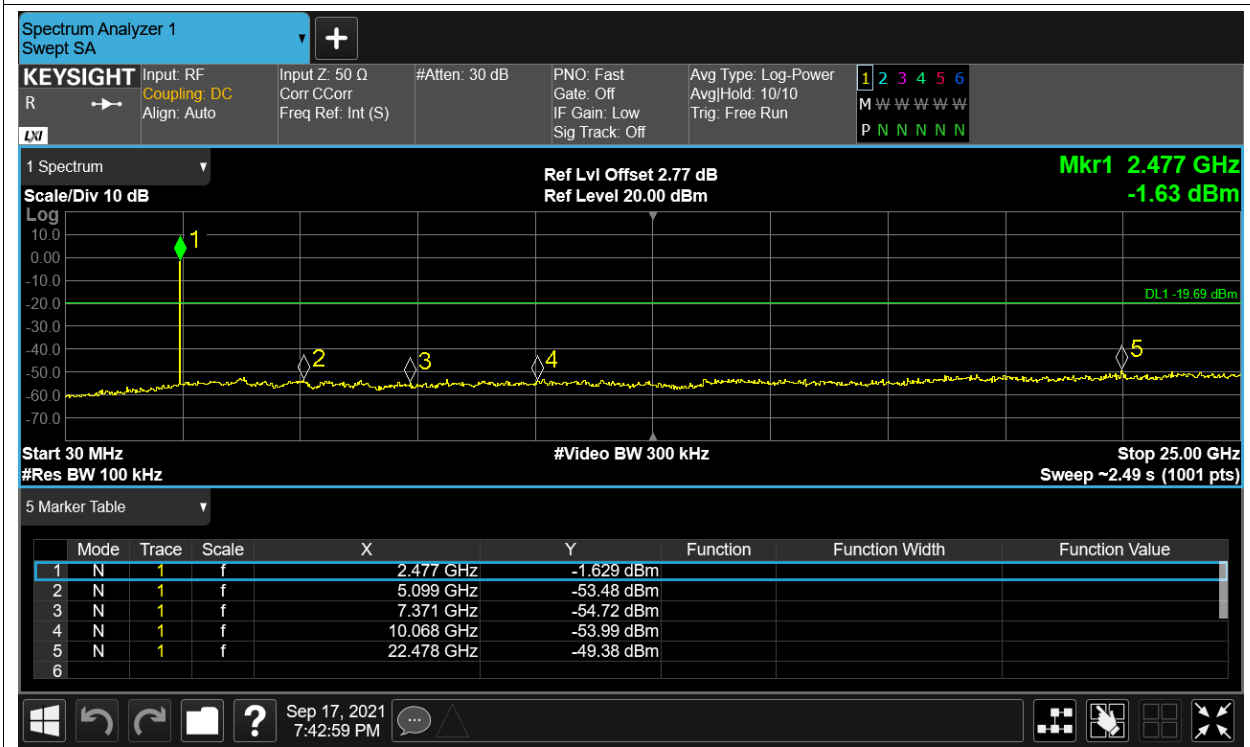 Spectrum Analyzer 1
Swept SA
KEYSIGHT Input: RF Input Z: 50 Ω #Atten: 30 dB PNO: Fast Avg Type: Log-Power 1 2 3 4 5 6
R Coupling: DC Corr CCorr Gate: Off Avg|Hold: 10/10 M W W W W W
Align: Auto Freq Ref: Int (S) IF Gain: Low Trig: Free Run
LXI Sig Track: Off P N N N N N
1 Spectrum Ref Lvl Offset 2.77 dB Mkr1 2.477 GHz
Scale/Div 10 dB Ref Level 20.00 dBm -1.63 dBm
Log
10.0 1
0.00
-10.0
-20.0 DL1 -19.69 dBm
-30.0
-40.0 2 3 4 5
-50.0
-60.0
-70.0
Start 30 MHz #Video BW 300 kHz Stop 25.00 GHz
#Res BW 100 kHz Sweep ~2.49 s (1001 pts)
5 Marker Table
Mode Trace Scale X Y Function Function Width Function Value
1 N 1 f 2.477 GHz -1.629 dBm
2 N 1 f 5.099 GHz -53.48 dBm
3 N 1 f 7.371 GHz -54.72 dBm
4 N 1 f 10.068 GHz -53.99 dBm
5 N 1 f 22.478 GHz -49.38 dBm
6
? Sep 17, 2021
7:42:59 PM